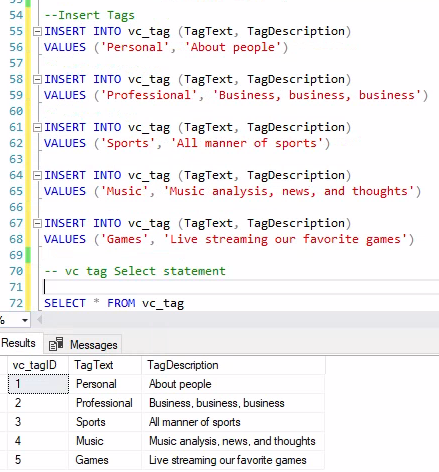 54 --Insert Tags
55 INSERT INTO vc_tag (TagText, TagDescription)
56 VALUES ('Personal', 'About people')
57
58 INSERT INTO vc_tag (TagText, TagDescription)
59 VALUES ('Professional', 'Business, business, business')
60
61 INSERT INTO vc_tag (TagText, TagDescription)
62 VALUES ('Sports', 'All manner of sports')
63
64 INSERT INTO vc_tag (TagText, TagDescription)
65 VALUES ('Music', 'Music analysis, news, and thoughts')
66
67 INSERT INTO vc_tag (TagText, TagDescription)
68 VALUES ('Games', 'Live streaming our favorite games')
69
70 -- vc tag Select statement
71
72 SELECT * FROM vc_tag
%
Results Messages
vc_tagID TagText TagDescription
1 Personal About people
2 Professional Business, business, business
3 Sports All manner of sports
4 Music Music analysis, news, and thoughts
5 Games Live streaming our favorite games